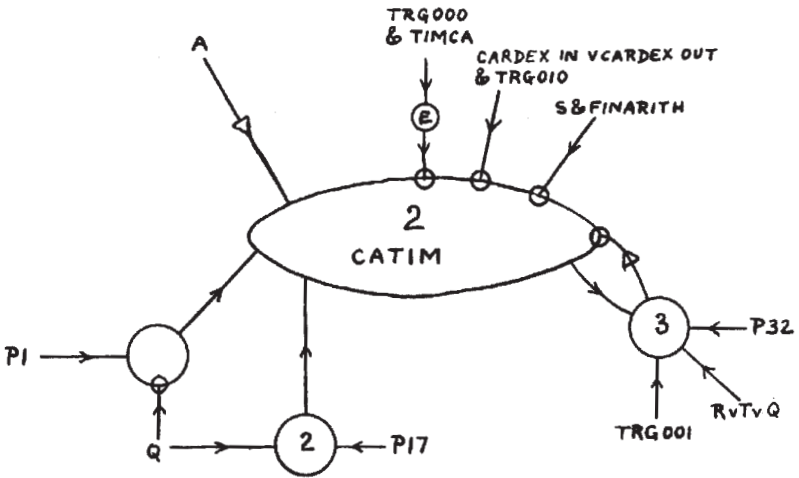 TRG000
& TIMCA
A
CARDEX IN VCARDEX OUT
& TRG010
S&FINARITH
E
2
CATIM
3
P32
P1
RvTvQ
TRG001
Q
2
P17